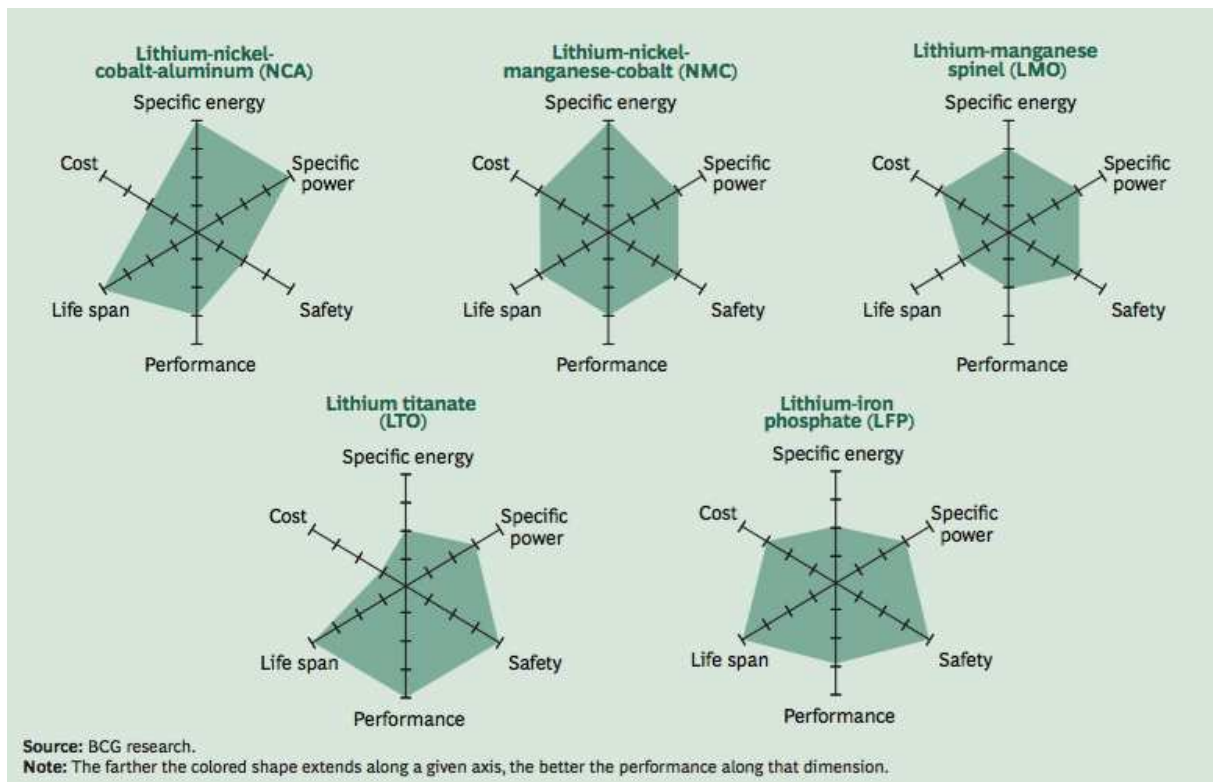 Lithium-nickel-
cobalt-aluminum (NCA)
Specific energy
Cost
Specific
power
Life span
Safety
Performance
Lithium-nickel-
manganese-cobalt (NMC)
Specific energy
Cost
Specific
power
Life span
Safety
Performance
Lithium-manganese
spinel (LMO)
Specific energy
Cost
Specific
power
Life span
Safety
Performance
Lithium titanate
(LTO)
Specific energy
Cost
Specific
power
Life span
Safety
Performance
Lithium-iron
phosphate (LFP)
Specific energy
Cost
Specific
power
Life span
Safety
Performance
Source: BCG research.
Note: The farther the colored shape extends along a given axis, the better the performance along that dimension.